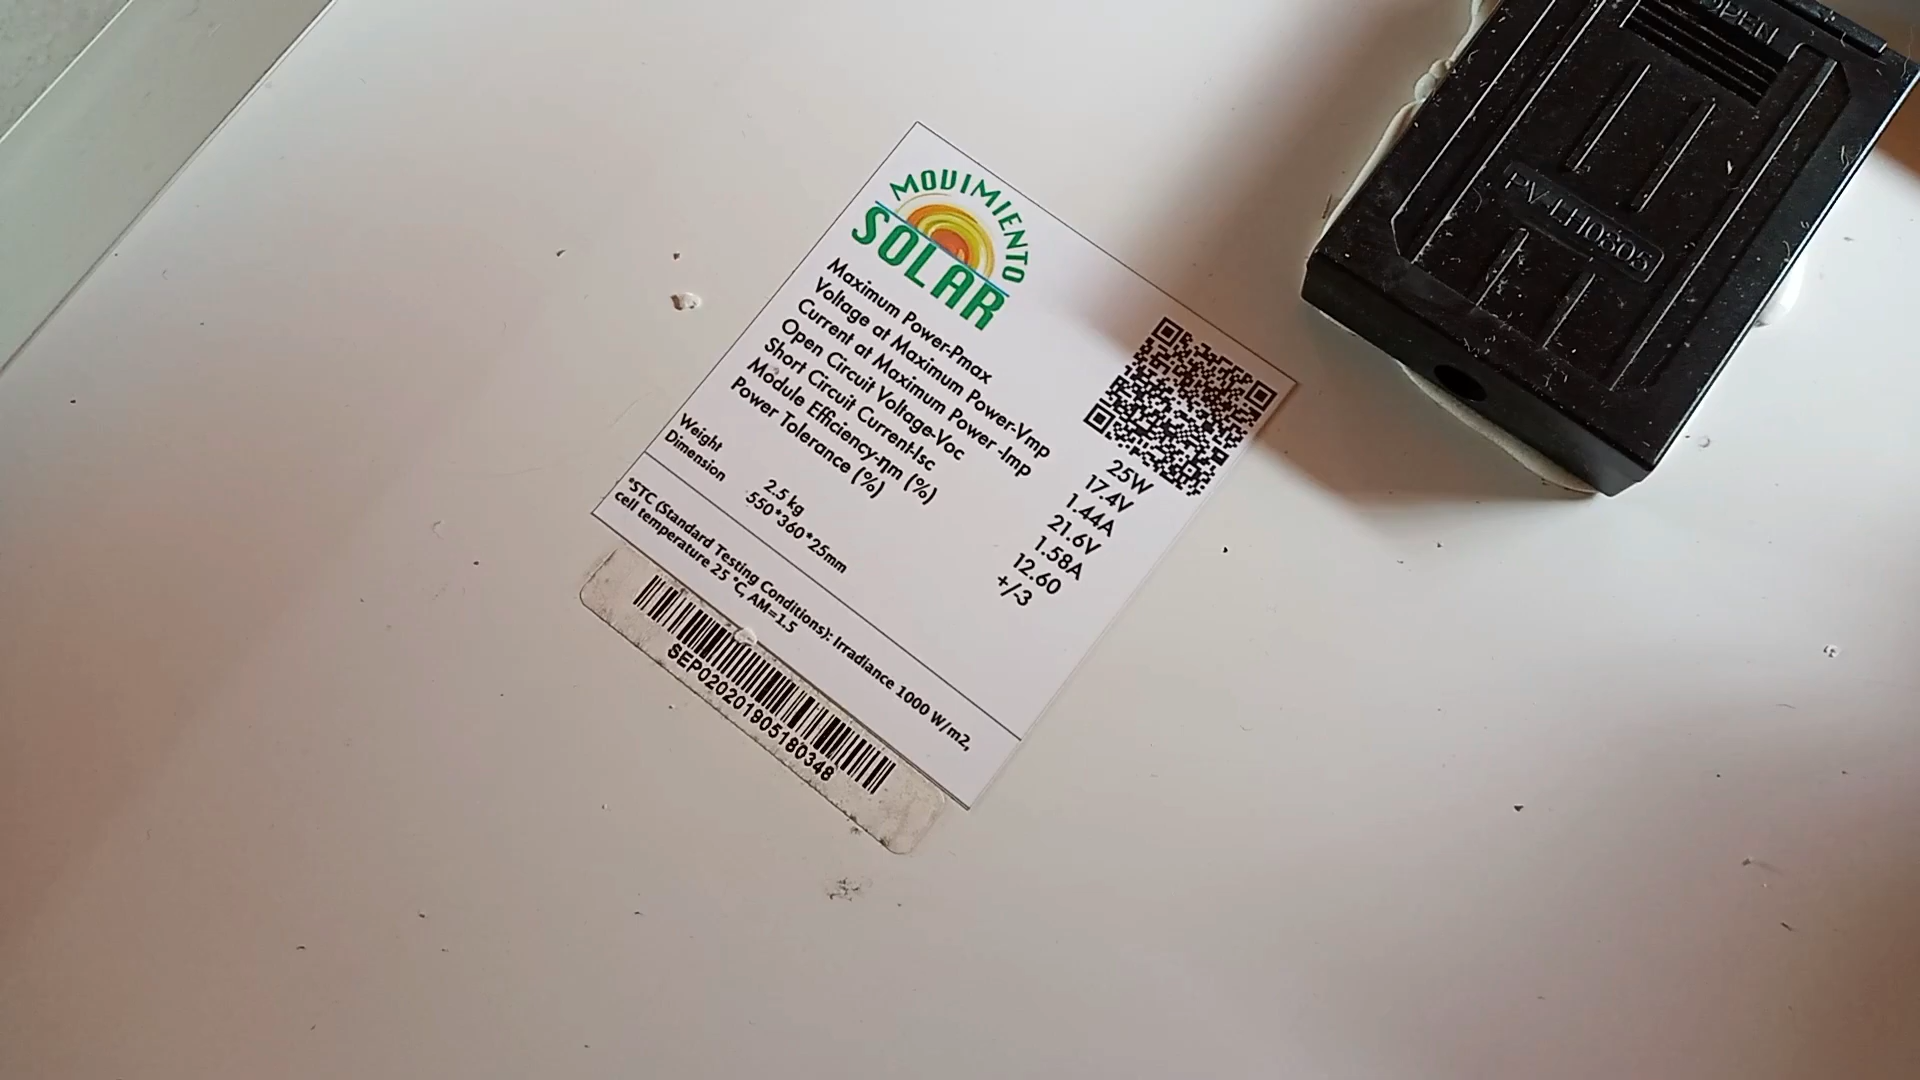 MOVIMIENTO
SOLAR
Maximum Power-Pmax 25W
Voltage at Maximum Power-Vmp 17.4V
Current at Maximum Power -Imp 1.44A
Open Circuit Voltage-Voc 21.6V
Short Circuit Current-Isc 1.58A
Module Efficiency-ηm (%) 12.60
Power Tolerance (%) +/-3
Weight 2.5 kg
Dimension 550*360*25mm
*STC (Standard Testing Conditions): Irradiance 1000 W/m2,
cell temperature 25 °C, AM=1.5
SEP020201905180348
OPEN
PV-LH0805